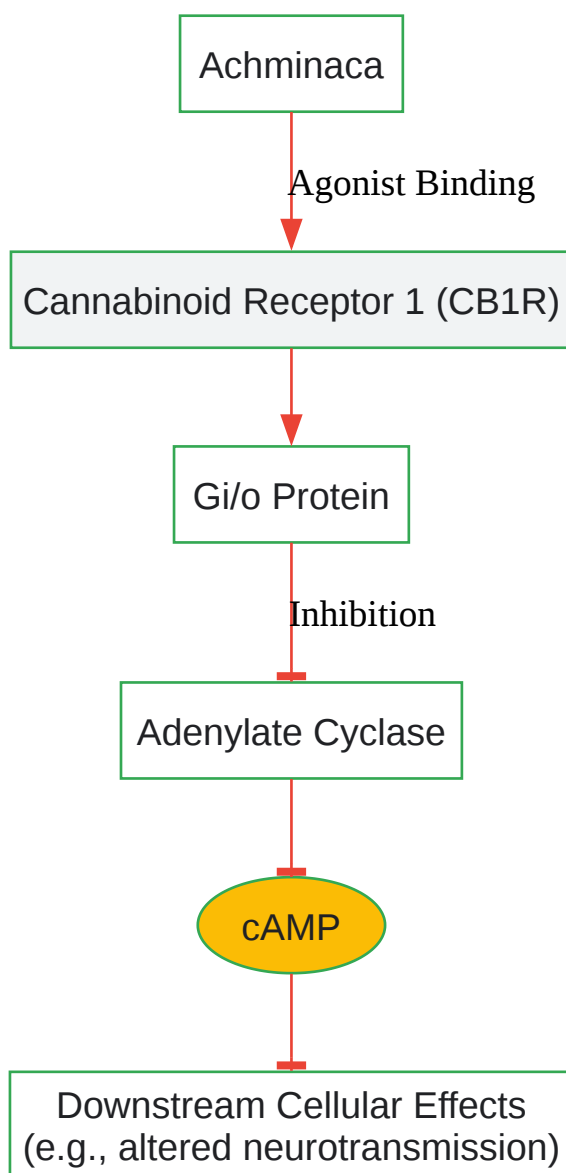 Achminaca
Agonist Binding
Cannabinoid Receptor 1 (CB1R)
Gi/o Protein
Inhibition
Adenylate Cyclase
cAMP
Downstream Cellular Effects
(e.g., altered neurotransmission)